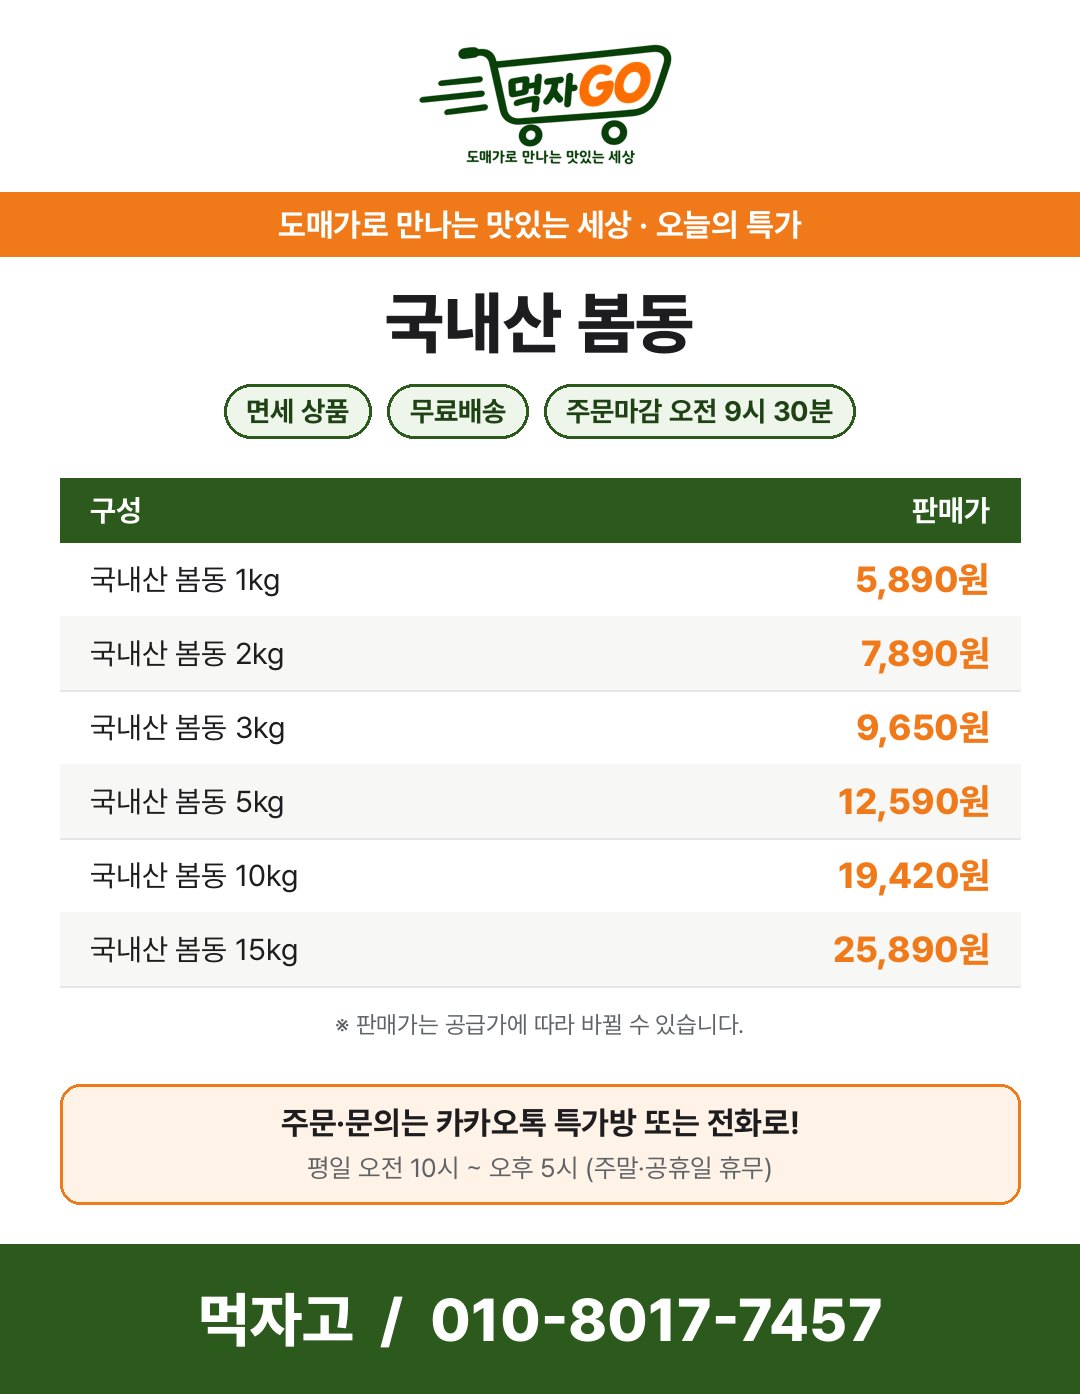 먹자GO
도매가로 만나는 맛있는 세상
도매가로 만나는 맛있는 세상 · 오늘의 특가
국내산 봄동
면세 상품 무료배송 주문마감 오전 9시 30분
구성 판매가
국내산 봄동 1kg 5,890원
국내산 봄동 2kg 7,890원
국내산 봄동 3kg 9,650원
국내산 봄동 5kg 12,590원
국내산 봄동 10kg 19,420원
국내산 봄동 15kg 25,890원
※ 판매가는 공급가에 따라 바뀔 수 있습니다.
주문·문의는 카카오톡 특가방 또는 전화로!
평일 오전 10시 ~ 오후 5시 (주말·공휴일 휴무)
먹자고 / 010-8017-7457